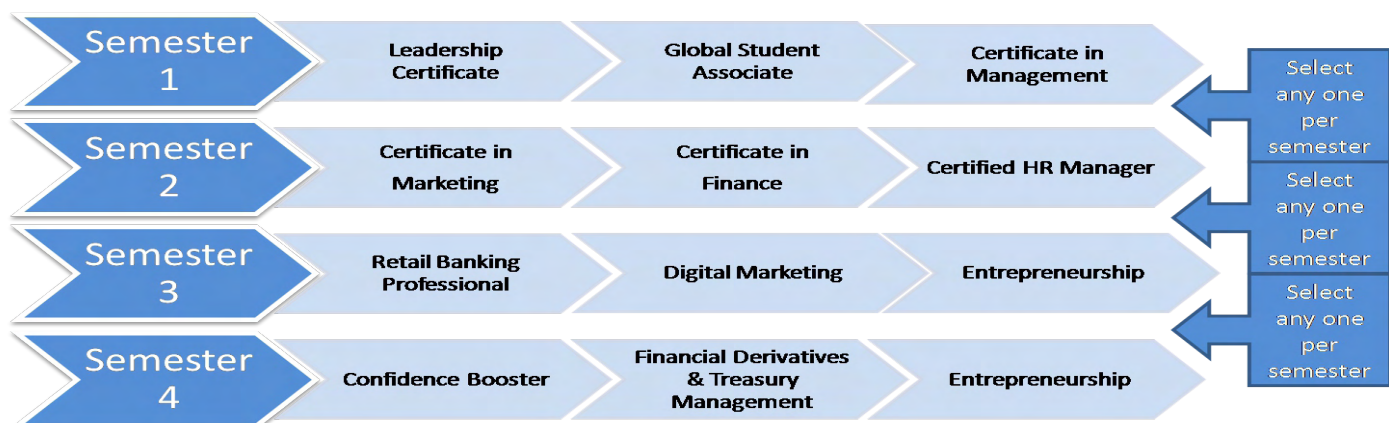 Semester
1
Leadership
Certificate
Global Student
Associate
Certificate in
Management
Select
any one
per
semester
Semester
2
Certificate in
Marketing
Certificate in
Finance
Certified HR Manager
Select
any one
per
semester
Semester
3
Retail Banking
Professional
Digital Marketing
Entrepreneurship
Select
any one
per
semester
Semester
4
Confidence Booster
Financial Derivatives
& Treasury
Management
Entrepreneurship